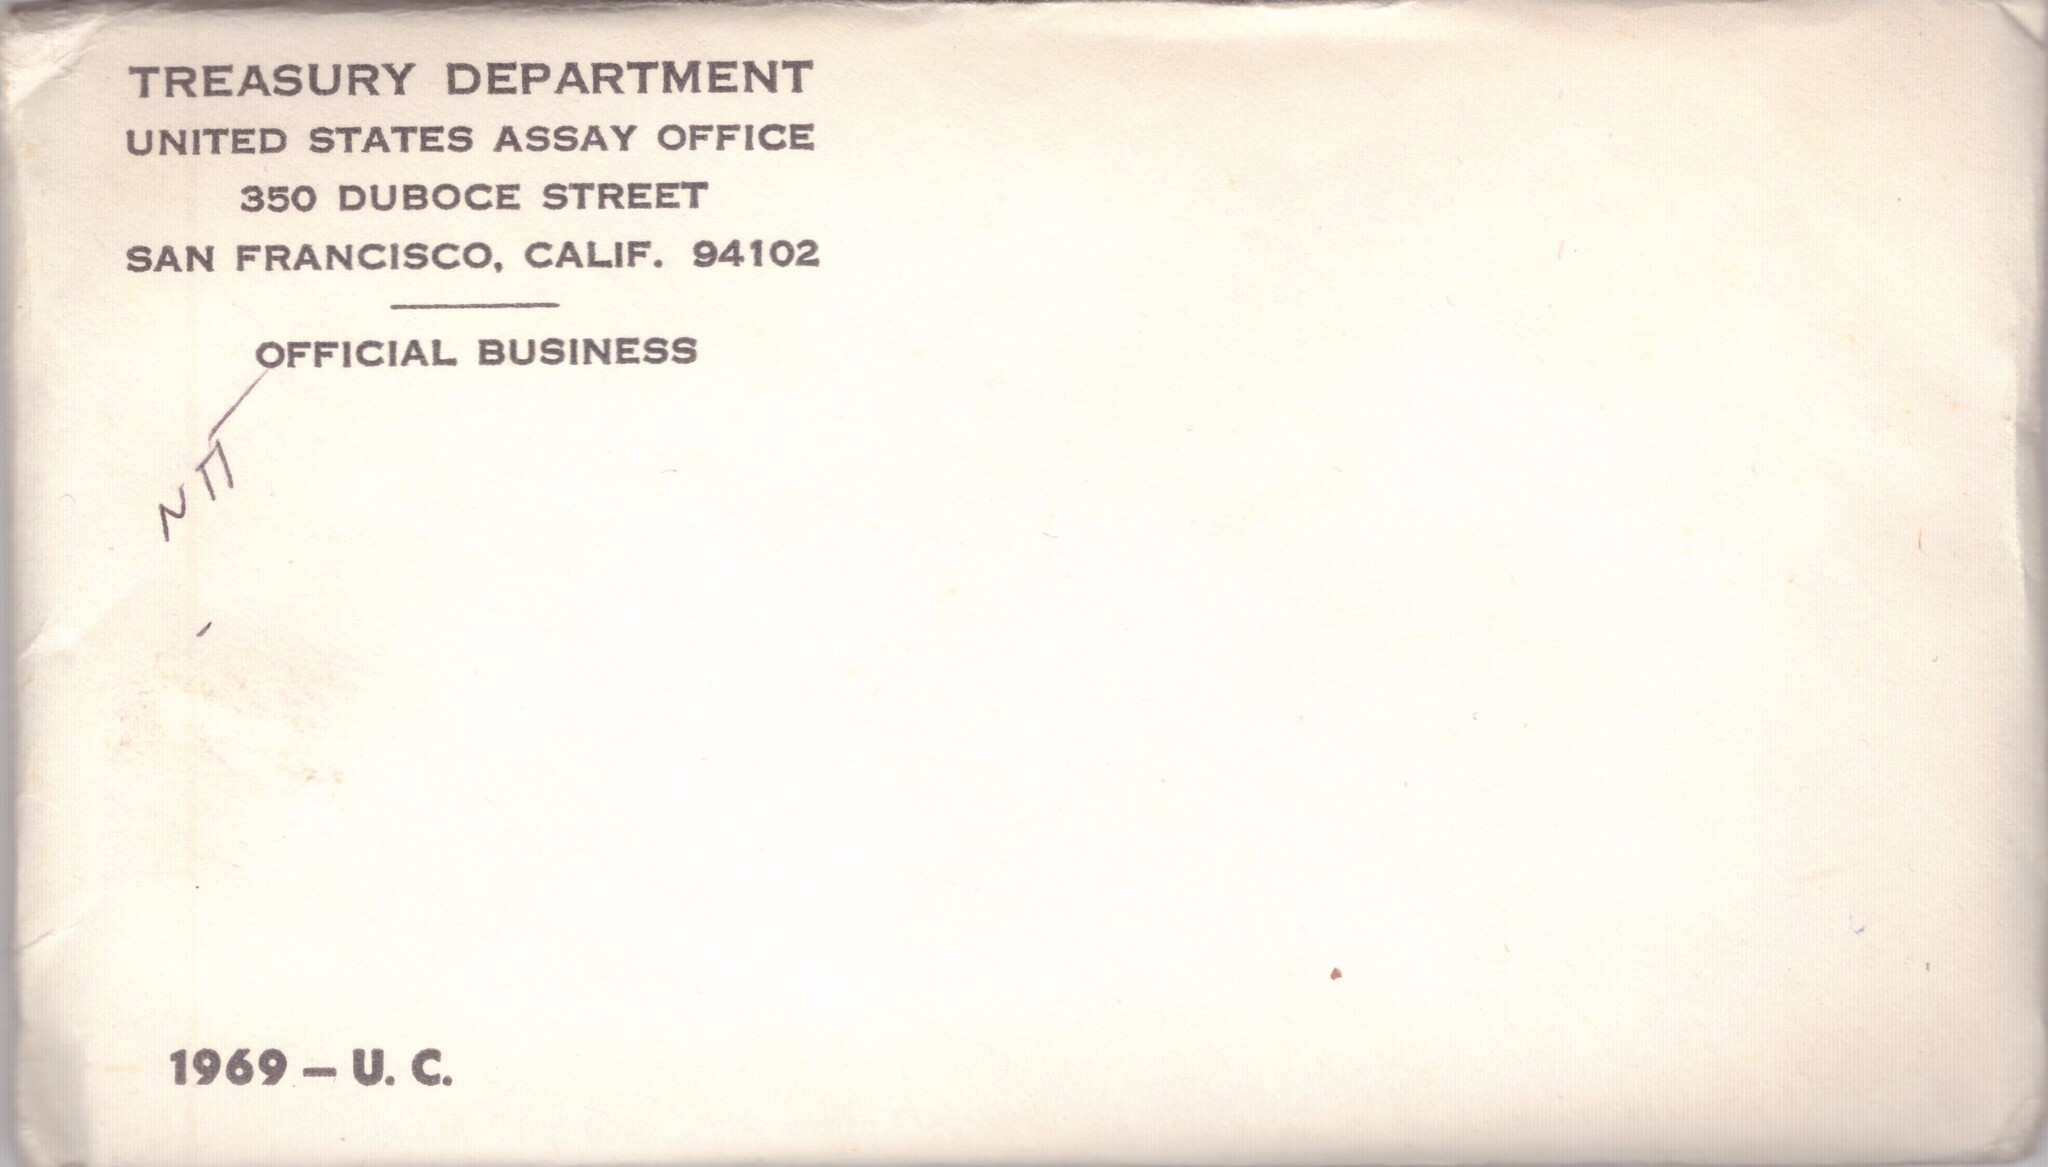 TREASURY DEPARTMENT
UNITED STATES ASSAY OFFICE
350 DUBOCE STREET
SAN FRANCISCO, CALIF. 94102
OFFICIAL BUSINESS
1969 – U. C.